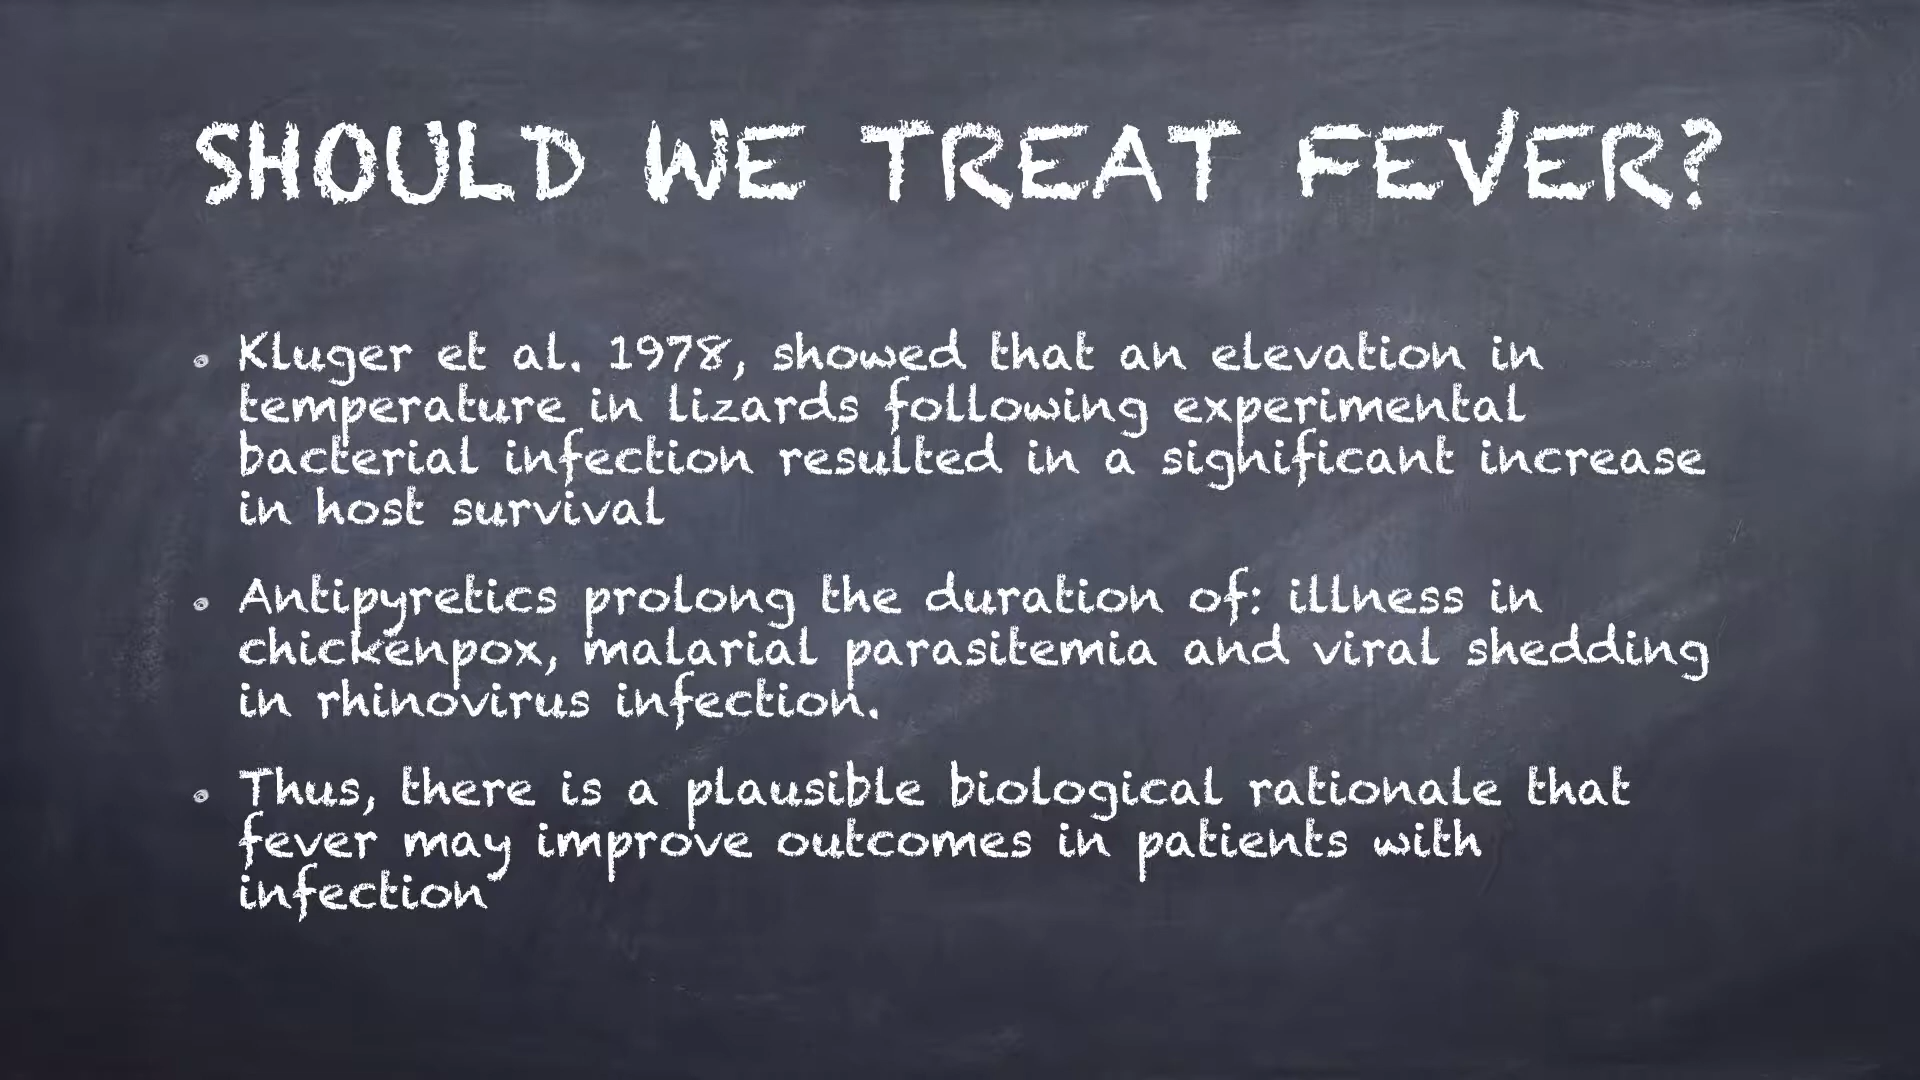 SHOULD WE TREAT FEVER?
• Kluger et al. 1978, showed that an elevation in
temperature in lizards following experimental
bacterial infection resulted in a significant increase
in host survival
• Antipyretics prolong the duration of: illness in
chickenpox, malarial parasitemia and viral shedding
in rhinovirus infection.
• Thus, there is a plausible biological rationale that
fever may improve outcomes in patients with
infection